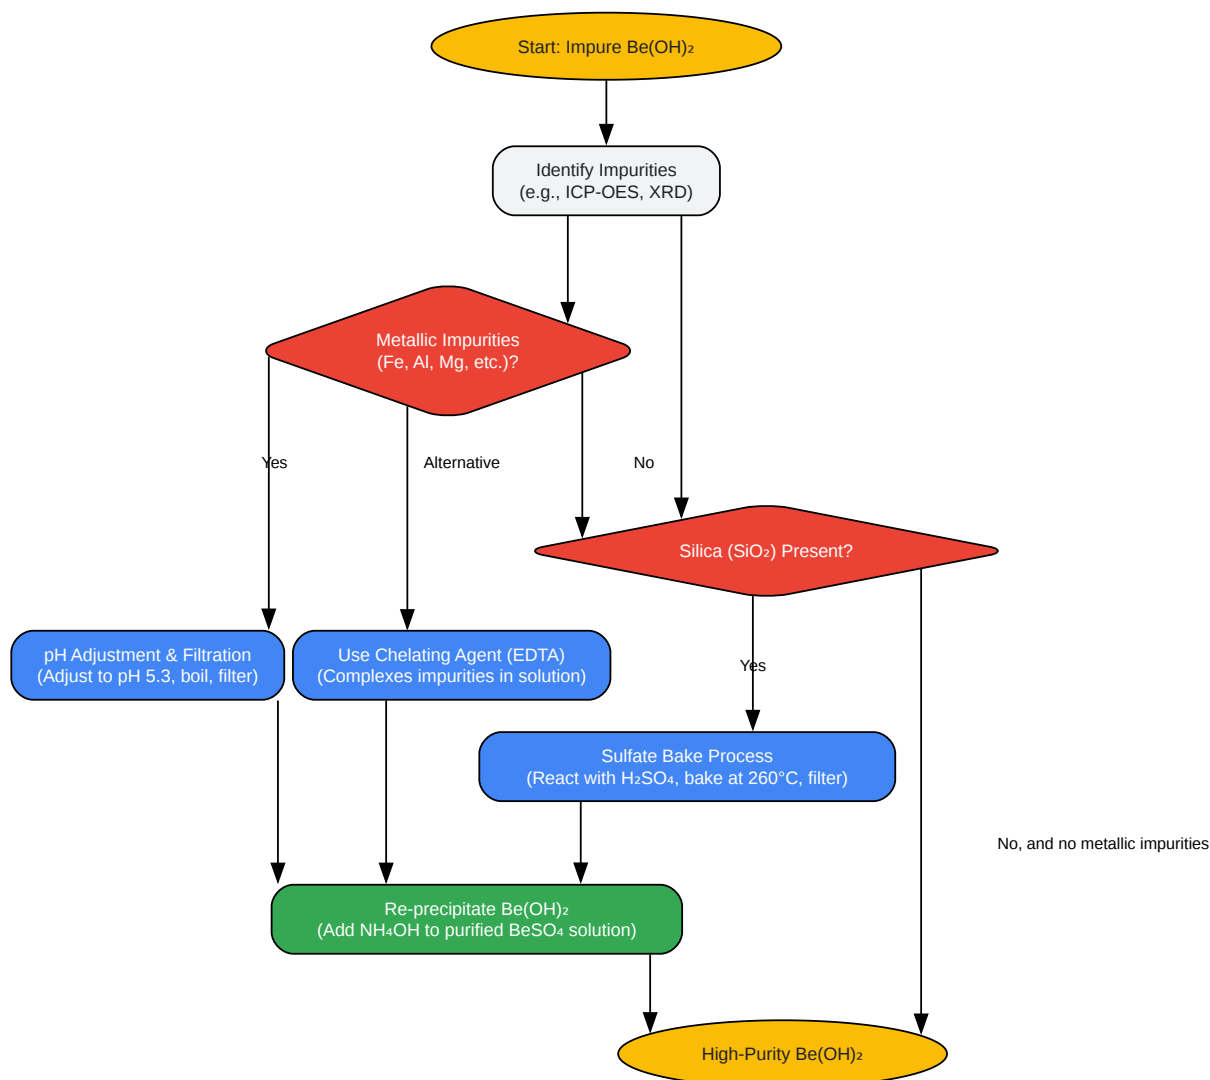 Start: Impure Be(OH)₂
Identify Impurities
(e.g., ICP-OES, XRD)
Metallic Impurities
(Fe, Al, Mg, etc.)?
Yes
Alternative
No
Silica (SiO₂) Present?
pH Adjustment & Filtration
(Adjust to pH 5.3, boil, filter)
Use Chelating Agent (EDTA)
(Complexes impurities in solution)
Yes
Sulfate Bake Process
(React with H₂SO₄, bake at 260°C, filter)
No, and no metallic impurities
Re-precipitate Be(OH)₂
(Add NH₄OH to purified BeSO₄ solution)
High-Purity Be(OH)₂